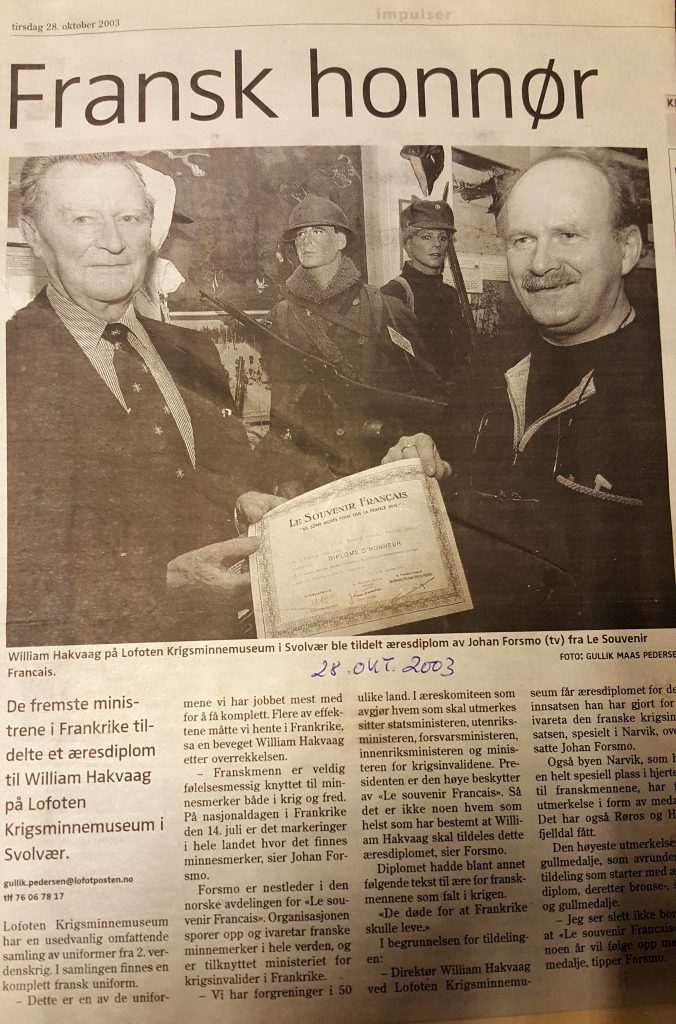 tirsdag 28. oktober 2003
impulser
Fransk honnør
LE SOUVENIR FRANÇAIS
DIPLOME D'HONNEUR
William Hakvaag på Lofoten Krigsminnemuseum i Svolvær ble tildelt æresdiplom av Johan Forsmo (tv) fra Le Souvenir
Francais.
FOTO: GULLIK MAAS PEDERSE
28. OKT. 2003
De fremste minis-
trene i Frankrike til-
delte et æresdiplom
til William Hakvaag
på Lofoten
Krigsminnemuseum i
Svolvær.
gullik.pedersen@lofotposten.no
tlf 76 06 78 17
Lofoten Krigsminnemuseum
har en usedvanlig omfattende
samling av uniformer fra 2. ver-
denskrig. I samlingen finnes en
komplett fransk uniform.
– Dette er en av de unifor-
mene vi har jobbet mest med
for å få komplett. Flere av effek-
tene måtte vi hente i Frankrike,
sa en beveget William Hakvaag
etter overrekkelsen.
– Franskmenn er veldig
følelsesmessig knyttet til min-
nesmerker både i krig og fred.
På nasjonaldagen i Frankrike
den 14. juli er det markeringer
i hele landet hvor det finnes
minnesmerker, sier Johan For-
smo.
Forsmo er nestleder i den
norske avdelingen for «Le sou-
venir Francais». Organisasjonen
sporer opp og ivaretar franske
minnemerker i hele verden, og
er tilknyttet ministeriet for
krigsinvalider i Frankrike.
– Vi har forgreninger i 50
ulike land. I æreskomiteen som
avgjør hvem som skal utmerkes
sitter statsministeren, utenriks-
ministeren, forsvarsministeren,
innenriksministeren og minis-
teren for krigsinvalidene. Pre-
sidenten er den høye beskytter
av «Le souvenir Francais». Så
det er ikke noen hvem som
helst som har bestemt at Willi-
am Hakvaag skal tildeles dette
æresdiplomet, sier Forsmo.
Diplomet hadde blant annet
følgende tekst til ære for fransk-
mennene som falt i krigen.
«De døde for at Frankrike
skulle leve.»
I begrunnelsen for tildeling-
en:
– Direktør William Hakvaag
ved Lofoten Krigsminnemu-
seum får æresdiplomet for de
innsatsen han har gjort for
ivareta den franske krigsin
satsen, spesielt i Narvik, ove
satte Johan Forsmo.
Også byen Narvik, som h
en helt spesiell plass i hjerte
til franskmennene, har
utmerkelse i form av meda
Det har også Røros og H
fjelldal fått.
Den høyeste utmerkelse
gullmedalje, som avrunder
tildeling som starter med æ
diplom, deretter bronse-,
og gullmedalje.
– Jeg ser slett ikke bor
at «Le souvenir Francais
noen år vil følge opp me
medalje, tipper Forsmo.